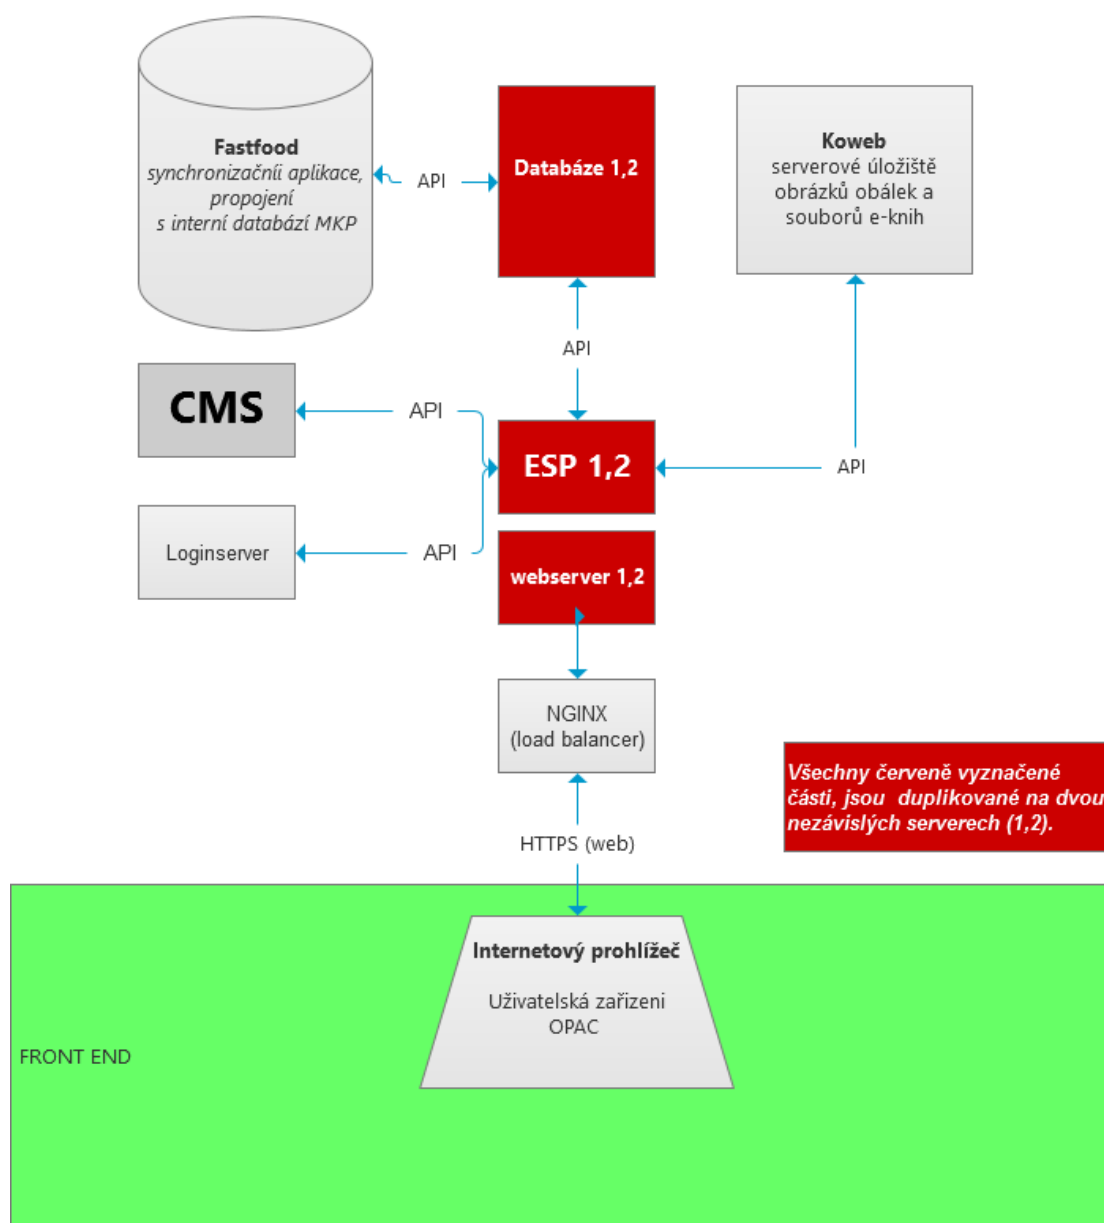 Fastfood
synchronizačníi aplikace,
propojení
s interní databází MKP
API
Databáze 1,2
Koweb
serverové úložiště
obrázků obálek a
souborů e-knih
API
CMS
API
ESP 1,2
API
Loginserver
API
webserver 1,2
NGINX
(load balancer)
Všechny červeně vyznačené
části, jsou duplikované na dvou
nezávislých serverech (1,2).
HTTPS (web)
Internetový prohlížeč
Uživatelská zařízeni
OPAC
FRONT END